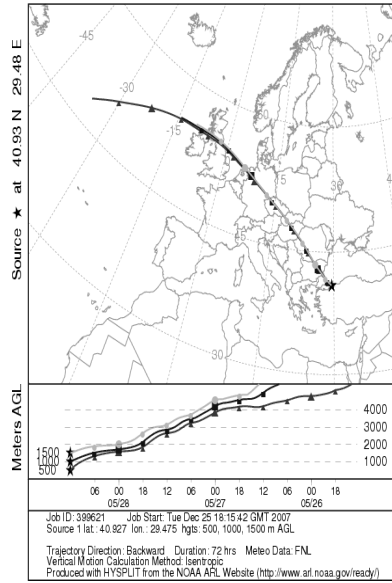 Source ★ at 40.93 N 29.48 E
-45
-30
-15
30
Meters AGL
1500
1000
500
4000
3000
2000
1000
06 00 18 12 06 00 18 12 06 00 18
05/28 05/27 05/26
Job ID: 399621 Job Start: Tue Dec 25 18:15:42 GMT 2007
Source 1 lat.: 40.927 lon.: 29.475 hgts: 500, 1000, 1500 m AGL
Trajectory Direction: Backward Duration: 72 hrs Meteo Data: FNL
Vertical Motion Calculation Method: Isentropic
Produced with HYSPLIT from the NOAA ARL Website (http://www.arl.noaa.gov/ready/)